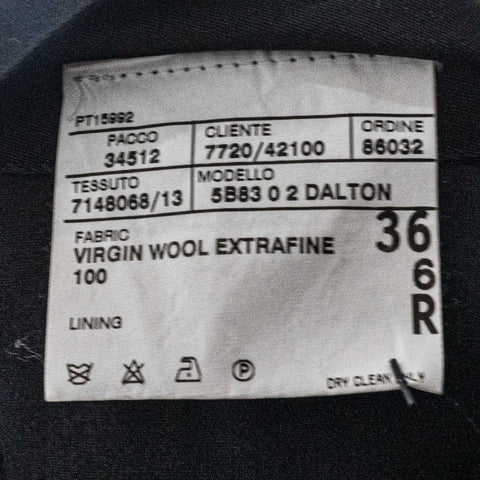 PT15992
PACCO CLIENTE ORDINE
34512 7720/42100 86032
TESSUTO MODELLO
7148068/13 5B83 0 2 DALTON
FABRIC 36
VIRGIN WOOL EXTRAFINE
100 6
LINING R
P
DRY CLEAN ONLY